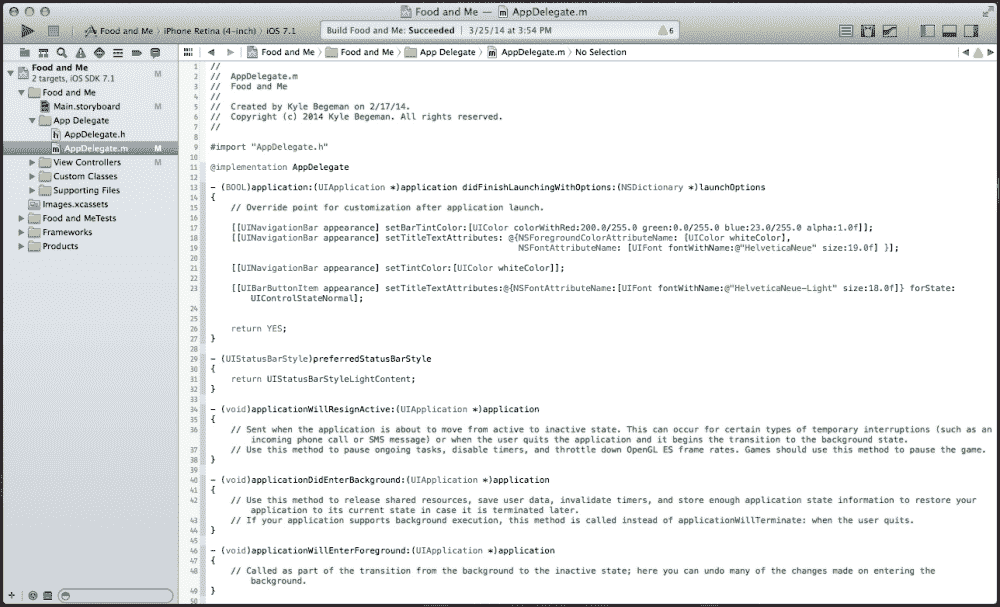 Food and Me — AppDelegate.m
Food and Me › iPhone Retina (4-inch) › iOS 7.1
Build Food and Me: Succeeded | 3/25/14 at 3:54 PM
6
Food and Me › Food and Me › App Delegate › AppDelegate.m › No Selection
Food and Me
M
2 targets, iOS SDK 7.1
Food and Me
Main.storyboard
M
App Delegate
AppDelegate.h
AppDelegate.m
M
View Controllers
M
Custom Classes
Supporting Files
Images.xcassets
Food and MeTests
Frameworks
Products
1 //
2 // AppDelegate.m
3 // Food and Me
4 //
5 // Created by Kyle Begeman on 2/17/14.
6 // Copyright (c) 2014 Kyle Begeman. All rights reserved.
7 //
8
9 #import "AppDelegate.h"
10
11 @implementation AppDelegate
12
13 - (BOOL)application:(UIApplication *)application didFinishLaunchingWithOptions:(NSDictionary *)launchOptions
14 {
15 // Override point for customization after application launch.
16
17 [[UINavigationBar appearance] setBarTintColor:[UIColor colorWithRed:200.0/255.0 green:0.0/255.0 blue:23.0/255.0 alpha:1.0f]];
18 [[UINavigationBar appearance] setTitleTextAttributes: @{NSForegroundColorAttributeName: [UIColor whiteColor],
19 NSFontAttributeName: [UIFont fontWithName:@"HelveticaNeue" size:19.0f] }];
20
21 [[UINavigationBar appearance] setTintColor:[UIColor whiteColor]];
22
23 [[UIBarButtonItem appearance] setTitleTextAttributes:@{NSFontAttributeName:[UIFont fontWithName:@"HelveticaNeue-Light" size:18.0f]} forState:
UIControlStateNormal];
24
25
26 return YES;
27 }
28
29 - (UIStatusBarStyle)preferredStatusBarStyle
30 {
31 return UIStatusBarStyleLightContent;
32 }
33
34 - (void)applicationWillResignActive:(UIApplication *)application
35 {
36 // Sent when the application is about to move from active to inactive state. This can occur for certain types of temporary interruptions (such as an
incoming phone call or SMS message) or when the user quits the application and it begins the transition to the background state.
37 // Use this method to pause ongoing tasks, disable timers, and throttle down OpenGL ES frame rates. Games should use this method to pause the game.
38 }
39
40 - (void)applicationDidEnterBackground:(UIApplication *)application
41 {
42 // Use this method to release shared resources, save user data, invalidate timers, and store enough application state information to restore your
application to its current state in case it is terminated later.
43 // If your application supports background execution, this method is called instead of applicationWillTerminate: when the user quits.
44 }
45
46 - (void)applicationWillEnterForeground:(UIApplication *)application
47 {
48 // Called as part of the transition from the background to the inactive state; here you can undo many of the changes made on entering the
background.
49 }
50